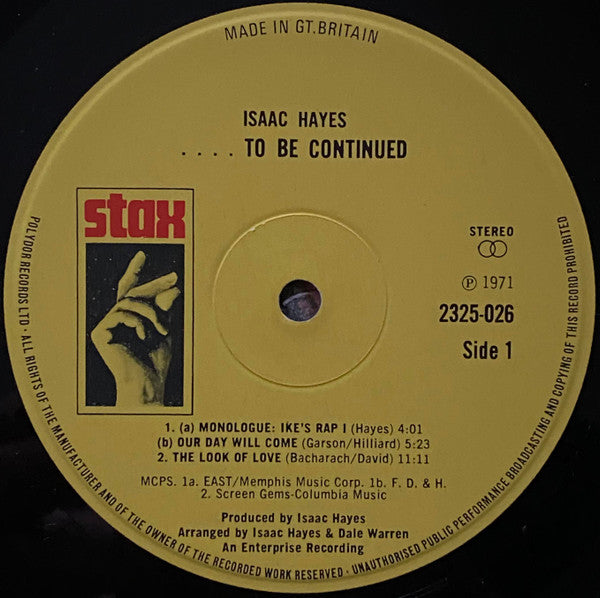 MADE IN GT.BRITAIN
ISAAC HAYES
. . . . TO BE CONTINUED
stax
STEREO
℗ 1971
2325-026
Side 1
1. (a) MONOLOGUE: IKE'S RAP I (Hayes) 4:01
(b) OUR DAY WILL COME (Garson/Hilliard) 5:23
2. THE LOOK OF LOVE (Bacharach/David) 11:11
MCPS. 1a. EAST/Memphis Music Corp. 1b. F. D. & H.
2. Screen Gems-Columbia Music
Produced by Isaac Hayes
Arranged by Isaac Hayes & Dale Warren
An Enterprise Recording
POLYDOR RECORDS LTD · ALL RIGHTS OF THE MANUFACTURER AND OF THE OWNER OF THE RECORDED WORK RESERVED · UNAUTHORISED PUBLIC PERFORMANCE BROADCASTING AND COPYING OF THIS RECORD PROHIBITED